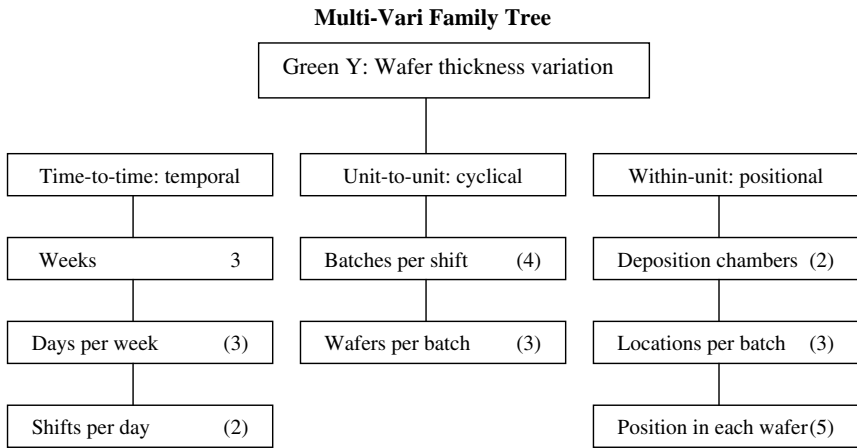 Multi-Vari Family Tree
Green Y: Wafer thickness variation
Time-to-time: temporal
Unit-to-unit: cyclical
Within-unit: positional
Weeks 3
Batches per shift (4)
Deposition chambers (2)
Days per week (3)
Wafers per batch (3)
Locations per batch (3)
Shifts per day (2)
Position in each wafer(5)